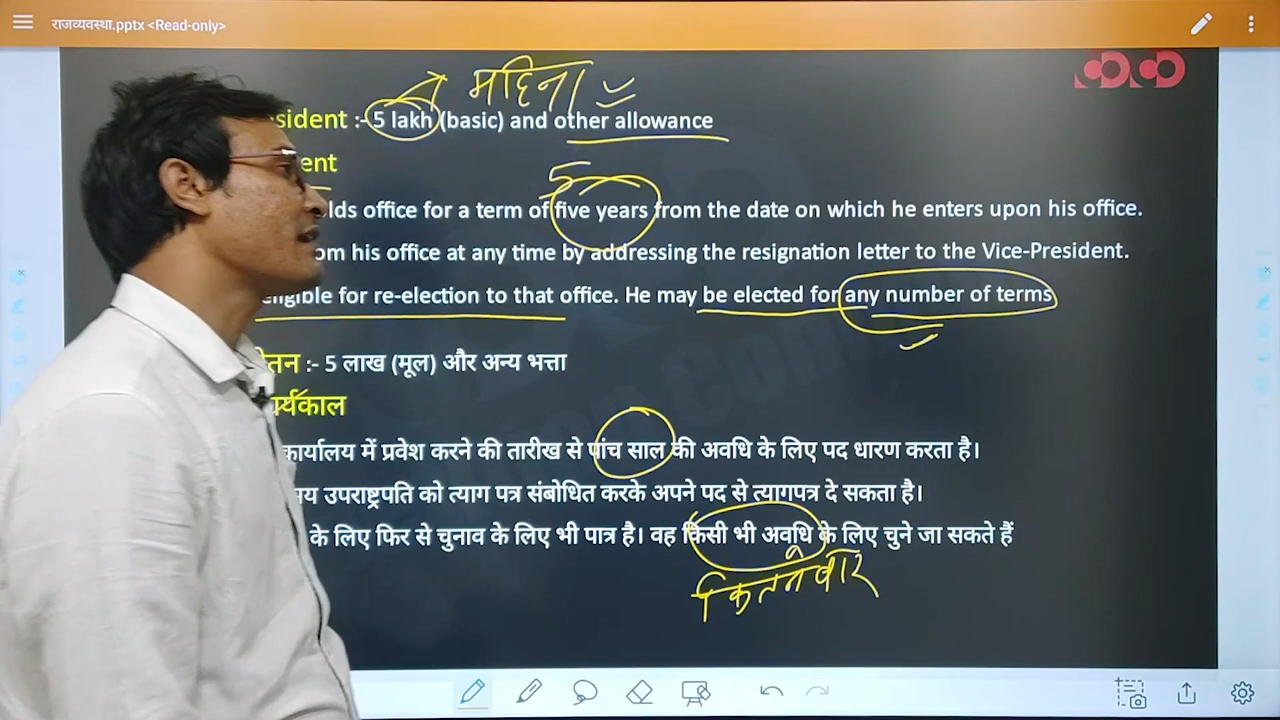 राजव्यवस्था.pptx <Read-only>
महिना
sident :- 5 lakh (basic) and other allowance
ent
5
lds office for a term of five years from the date on which he enters upon his office.
om his office at any time by addressing the resignation letter to the Vice-President.
eligible for re-election to that office. He may be elected for any number of terms
वेतन :- 5 लाख (मूल) और अन्य भत्ता
कार्यकाल
कार्यालय में प्रवेश करने की तारीख से पांच साल की अवधि के लिए पद धारण करता है।
मय उपराष्ट्रपति को त्याग पत्र संबोधित करके अपने पद से त्यागपत्र दे सकता है।
के लिए फिर से चुनाव के लिए भी पात्र है। वह किसी भी अवधि के लिए चुने जा सकते हैं
कितने बार